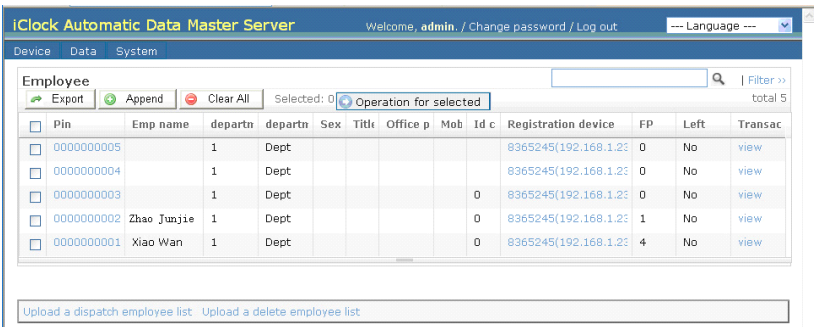 iClock Automatic Data Master Server Welcome, admin. / Change password / Log out --- Language ---
Device Data System
Employee | Filter >>
Export Append Clear All Selected: 0 Operation for selected total 5
Pin Emp name departn departn Sex Title Office p Mob Id c Registration device FP Left Transac
0000000005 1 Dept 8365245(192.168.1.23 0 No view
0000000004 1 Dept 8365245(192.168.1.23 0 No view
0000000003 1 Dept 0 8365245(192.168.1.23 0 No view
0000000002 Zhao Junjie 1 Dept 0 8365245(192.168.1.23 1 No view
0000000001 Xiao Wan 1 Dept 0 8365245(192.168.1.23 4 No view
Upload a dispatch employee list Upload a delete employee list